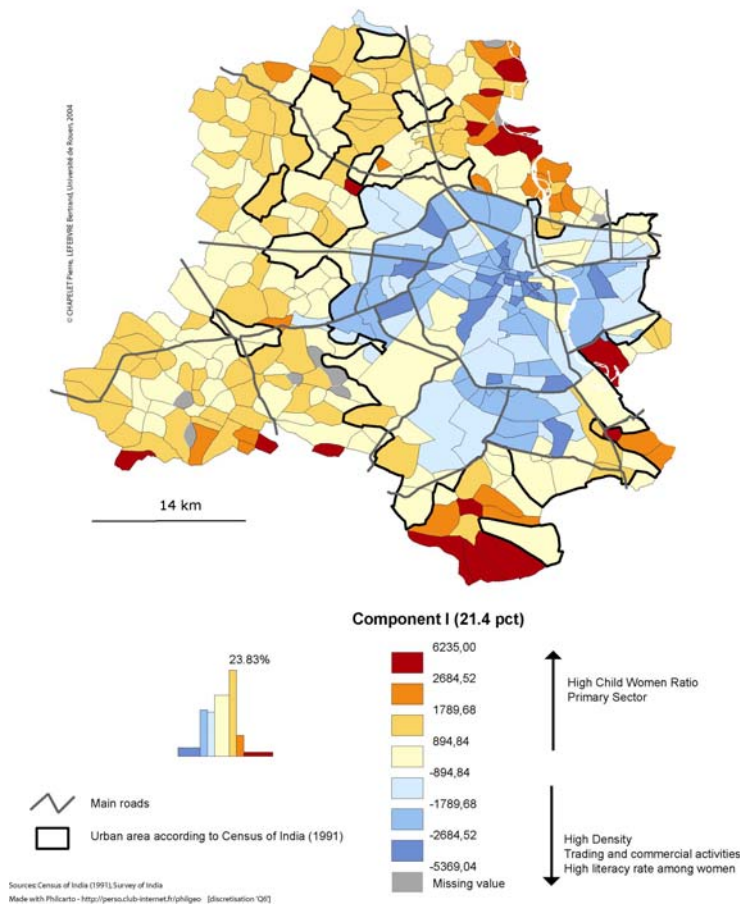 © CHAPELET Pierre, LEFEBVRE Bertrand, Université de Rouen, 2004
14 km
Component I (21.4 pct)
23.83%
6235,00
2684,52
1789,68
894,84
-894,84
-1789,68
-2684,52
-5369,04
Missing value
High Child Women Ratio
Primary Sector
High Density
Trading and commercial activities
High literacy rate among women
Main roads
Urban area according to Census of India (1991)
Sources: Census of India (1991), Survey of India
Made with Philcarto - http://perso.club-internet.fr/philgeo [discretisation 'Q6']